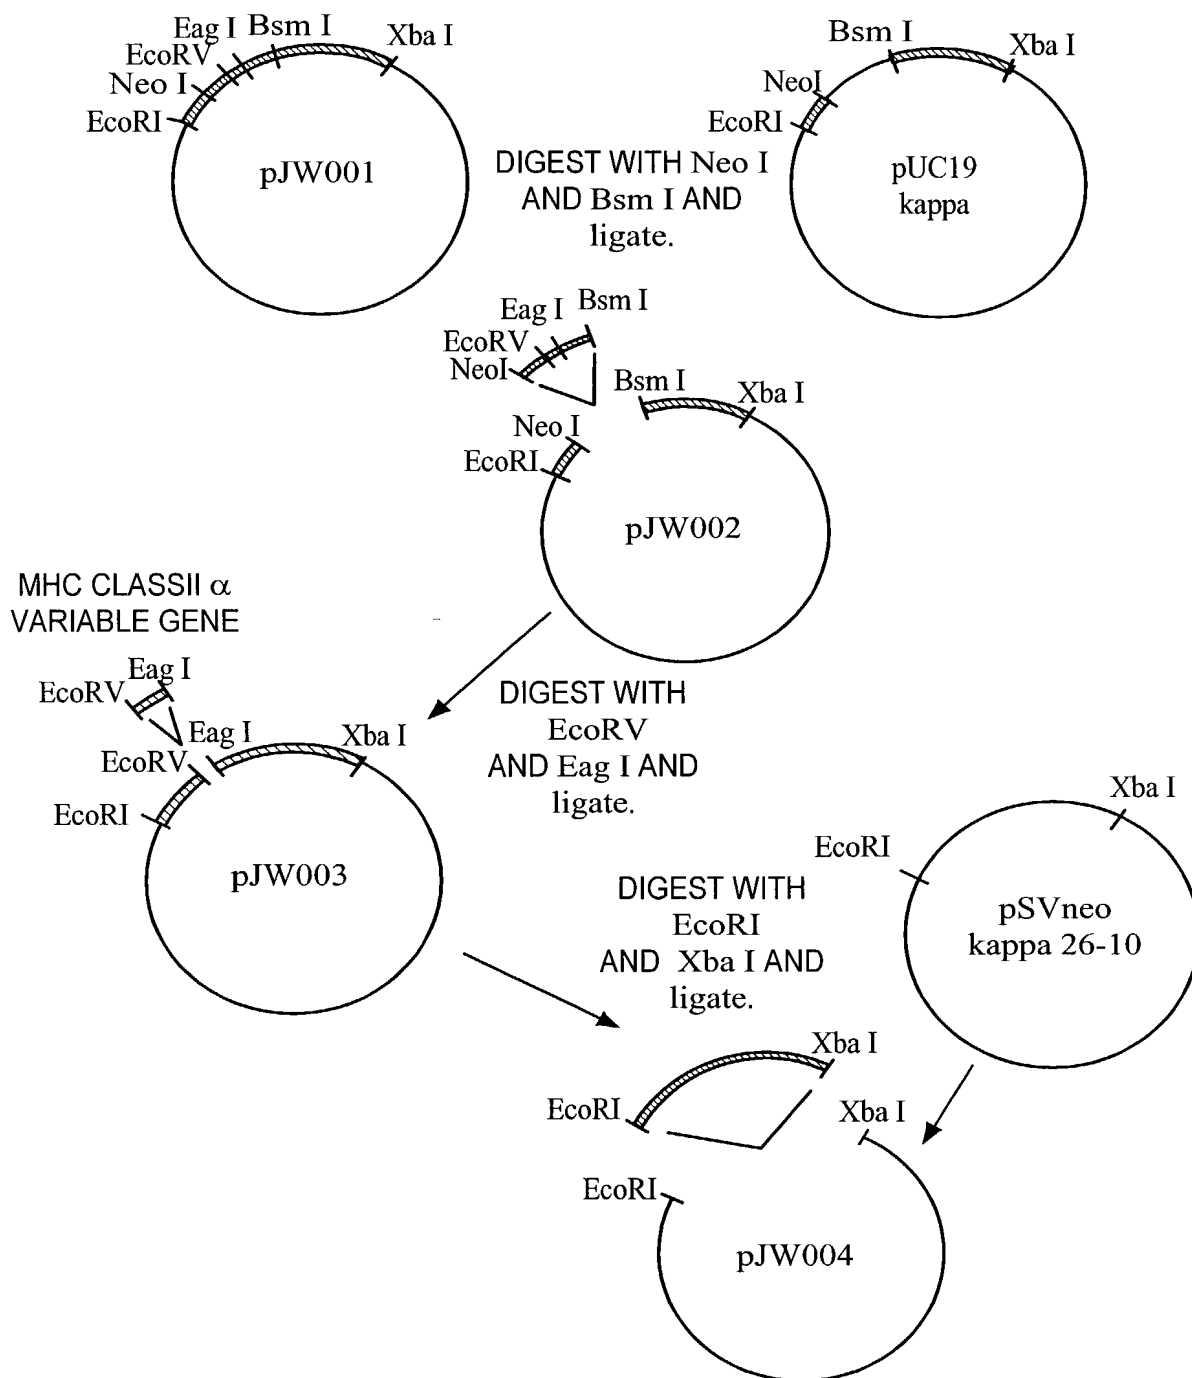 Eag I
Bsm I
EcoRV
Xba I
Neo I
EcoRI
pJW001
Bsm I
Xba I
NeoI
EcoRI
pUC19
kappa
DIGEST WITH Neo I
AND Bsm I AND
ligate.
Bsm I
Eag I
EcoRV
NeoI
Bsm I
Xba I
Neo I
EcoRI
pJW002
MHC CLASSII α
VARIABLE GENE
Eag I
EcoRV
Eag I
Xba I
EcoRV
EcoRI
pJW003
DIGEST WITH
EcoRV
AND Eag I AND
ligate.
Xba I
EcoRI
pSVneo
kappa 26-10
DIGEST WITH
EcoRI
AND Xba I AND
ligate.
Xba I
EcoRI
Xba I
EcoRI
pJW004